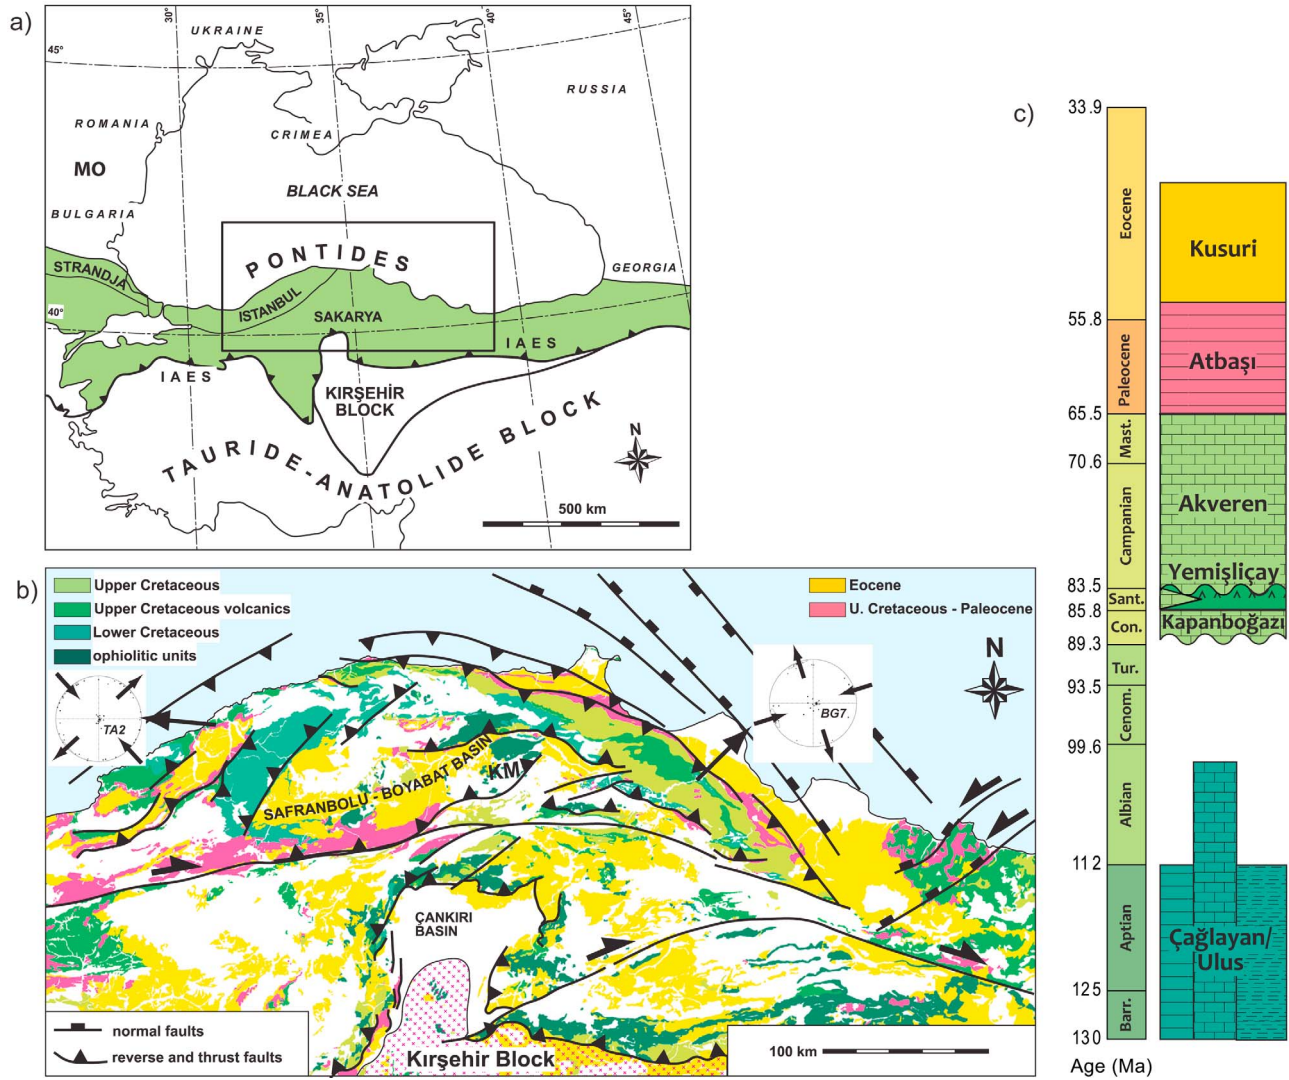 a)
30°
35°
40°
45°
UKRAINE
45°
RUSSIA
ROMANIA
CRIMEA
MO
BLACK SEA
BULGARIA
PONTIDES
GEORGIA
STRANDJA
ISTANBUL
40°
SAKARYA
IAES
IAES
KIRŞEHİR
BLOCK
TAURIDE-ANATOLIDE BLOCK
N
500 km
b)
Upper Cretaceous
Upper Cretaceous volcanics
Lower Cretaceous
ophiolitic units
Eocene
U. Cretaceous - Paleocene
N
TA2
BG7
KM
SAFRANBOLU - BOYABAT BASIN
ÇANKIRI
BASIN
normal faults
reverse and thrust faults
Kırşehir Block
100 km
c)
33.9
Eocene
Kusuri
55.8
Paleocene
Atbaşı
65.5
Mast.
70.6
Campanian
Akveren
83.5
Yemişliçay
Sant.
85.8
Con.
Kapanboğazı
89.3
Tur.
93.5
Cenom.
99.6
Albian
112
Aptian
Çağlayan/
Ulus
125
Barr.
130
Age (Ma)